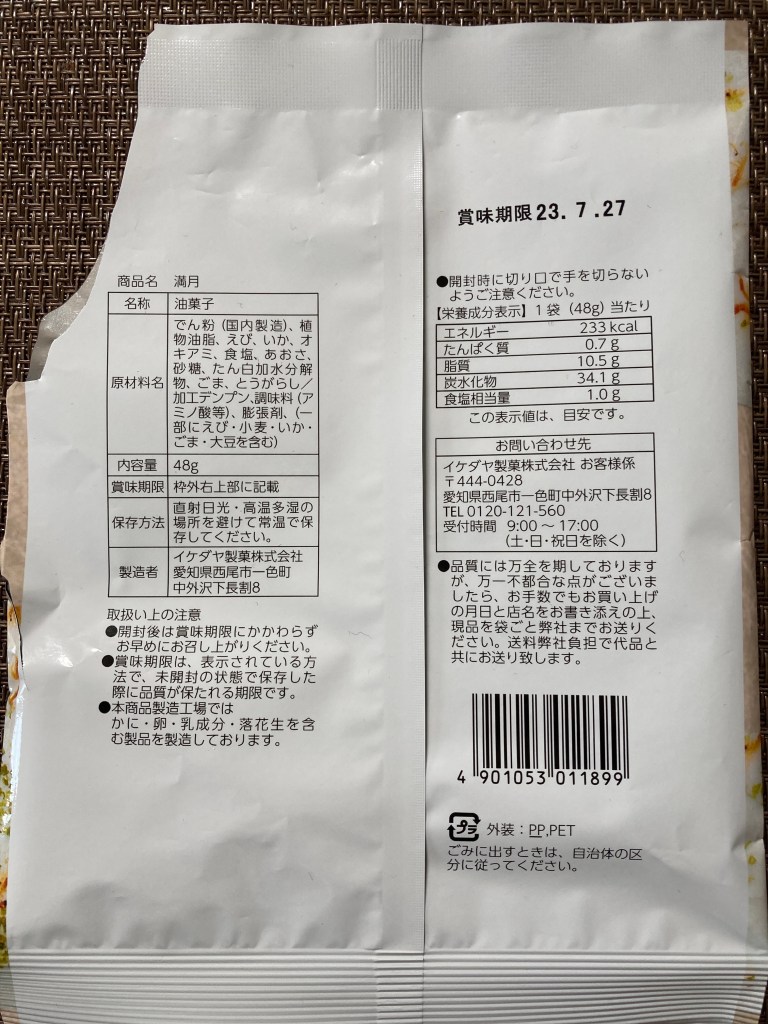 商品名 満月
名称 油菓子
原材料名
でん粉（国内製造）、植
物油脂、えび、いか、オ
キアミ、食塩、あおさ、
砂糖、たん白加水分解
物、ごま、とうがらし／
加工デンプン、調味料（ア
ミノ酸等）、膨張剤、（一
部にえび・小麦・いか・
ごま・大豆を含む）
内容量 48g
賞味期限 枠外右上部に記載
保存方法
直射日光・高温多湿の
場所を避けて常温で保
存してください。
製造者
イケダヤ製菓株式会社
愛知県西尾市一色町
中外沢下長割8
取扱い上の注意
●開封後は賞味期限にかかわらず
お早めにお召し上がりください。
●賞味期限は、表示されている方
法で、未開封の状態で保存した
際に品質が保たれる期限です。
●本商品製造工場では
かに・卵・乳成分・落花生を含
む製品を製造しております。
賞味期限 23. 7 .27
●開封時に切り口で手を切らない
ようご注意ください。
【栄養成分表示】1袋（48g）当たり
エネルギー 233 kcal
たんぱく質 0.7 g
脂質 10.5 g
炭水化物 34.1 g
食塩相当量 1.0 g
この表示値は、目安です。
お問い合わせ先
イケダヤ製菓株式会社 お客様係
〒444-0428
愛知県西尾市一色町中外沢下長割8
TEL 0120-121-560
受付時間 9:00 〜 17:00
（土・日・祝日を除く）
●品質には万全を期しております
が、万一不都合な点がございま
したら、お手数でもお買い上げ
の月日と店名をお書き添えの上、
現品を袋ごと弊社までお送りく
ださい。送料弊社負担で代品と
共にお送り致します。
4 901053 011899
プラ 外装：PP,PET
ごみに出すときは、自治体の区
分に従ってください。